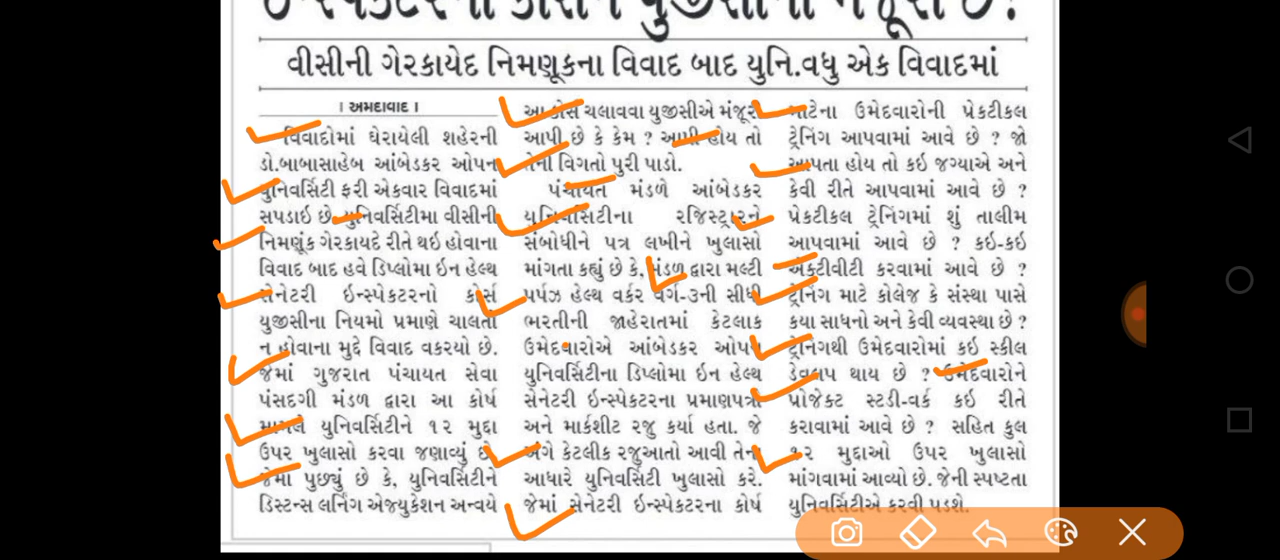 ઇન્સ્પેક્ટરના કોર્સને યુજીસીની મંજૂરી છે?
વીસીની ગેરકાયેદ નિમણૂકના વિવાદ બાદ યુનિ.વધુ એક વિવાદમાં
। અમદાવાદ ।
વિવાદોમાં ઘેરાયેલી શહેરની
ડો.બાબાસાહેબ આંબેડકર ઓપન
યુનિવર્સિટી ફરી એકવાર વિવાદમાં
સપડાઇ છે. યુનિવર્સિટીમા વીસીની
નિમણૂંક ગેરકાયદે રીતે થઇ હોવાના
વિવાદ બાદ હવે ડિપ્લોમા ઇન હેલ્થ
સેનેટરી ઇન્સ્પેકટરનો કોર્સ
યુજીસીના નિયમો પ્રમાણે ચાલતો
ન હોવાના મુદ્દે વિવાદ વકરયો છે.
જેમાં ગુજરાત પંચાયત સેવા
પંસદગી મંડળ દ્વારા આ કોર્ષ
મામલે યુનિવર્સિટીને ૧૨ મુદ્દા
ઉપર ખુલાસો કરવા જણાવ્યું છે.
જેમાં પુછ્યું છે કે, યુનિવર્સિટીને
ડિસ્ટન્સ લર્નિંગ એજ્યુકેશન અન્વયે
આ કોર્સ ચલાવવા યુજીસીએ મંજૂરી
આપી છે કે કેમ ? આપી હોય તો
તેની વિગતો પુરી પાડો.
પંચાયત મંડળે આંબેડકર
યુનિવર્સિટીના રજિસ્ટ્રારને
સંબોધીને પત્ર લખીને ખુલાસો
માંગતા કહ્યું છે કે, મંડળ દ્વારા મલ્ટી
પર્પઝ હેલ્થ વર્કર વર્ગ-૩ની સીધી
ભરતીની જાહેરાતમાં કેટલાક
ઉમેદવારોએ આંબેડકર ઓપન
યુનિવર્સિટીના ડિપ્લોમા ઇન હેલ્થ
સેનેટરી ઇન્સ્પેકટરના પ્રમાણપત્રો
અને માર્કશીટ રજુ કર્યા હતા. જે
અંગે કેટલીક રજુઆતો આવી તેના
આધારે યુનિવર્સિટી ખુલાસો કરે.
જેમાં સેનેટરી ઇન્સ્પેકટરના કોર્ષ
માટેના ઉમેદવારોની પ્રેકટીકલ
ટ્રેનિંગ આપવામાં આવે છે ? જો
આપતા હોય તો કઇ જગ્યાએ અને
કેવી રીતે આપવામાં આવે છે ?
પ્રેકટીકલ ટ્રેનિંગમાં શું તાલીમ
આપવામાં આવે છે ? કઇ-કઇ
એક્ટીવીટી કરવામાં આવે છે ?
ટ્રેનિંગ માટે કોલેજ કે સંસ્થા પાસે
કયા સાધનો અને કેવી વ્યવસ્થા છે ?
ટ્રેનિંગથી ઉમેદવારોમાં કઇ સ્કીલ
ડેવલપ થાય છે ? ઉમેદવારોને
પ્રોજેકટ સ્ટડી-વર્ક કઇ રીતે
કરાવામાં આવે છે ? સહિત કુલ
૧૨ મુદ્દાઓ ઉપર ખુલાસો
માંગવામાં આવ્યો છે. જેની સ્પષ્ટતા
યુનિવર્સિટીએ કરવી પડશે.